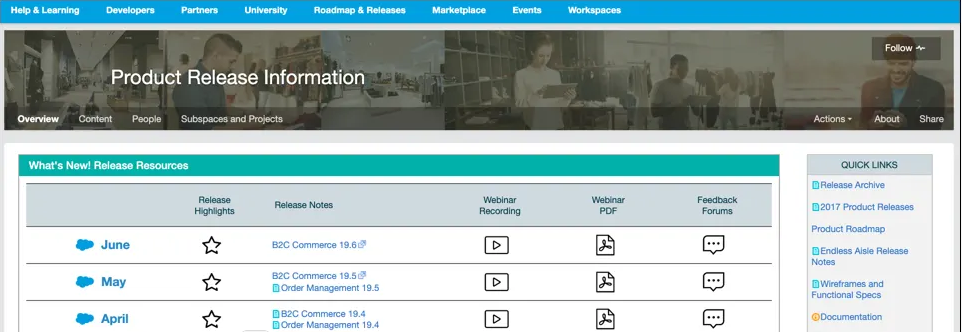 Help & Learning Developers Partners University Roadmap & Releases Marketplace Events Workspaces
Follow
Product Release Information
Overview Content People Subspaces and Projects Actions About Share
What's New! Release Resources
Release Highlights Release Notes Webinar Recording Webinar PDF Feedback Forums
June B2C Commerce 19.6
May B2C Commerce 19.5
Order Management 19.5
April B2C Commerce 19.4
Order Management 19.4
QUICK LINKS
Release Archive
2017 Product Releases
Product Roadmap
Endless Aisle Release
Notes
Wireframes and
Functional Specs
Documentation